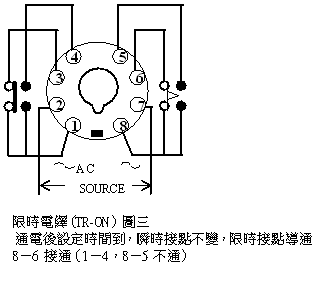 4 5
3 6
2 7
1 8
AC
SOURCE
限時電鐸(TR-ON) 圖三
通電後設定時間到，瞬時接點不變，限時接點導通
8－6 接通(1－4，8－5 不通)